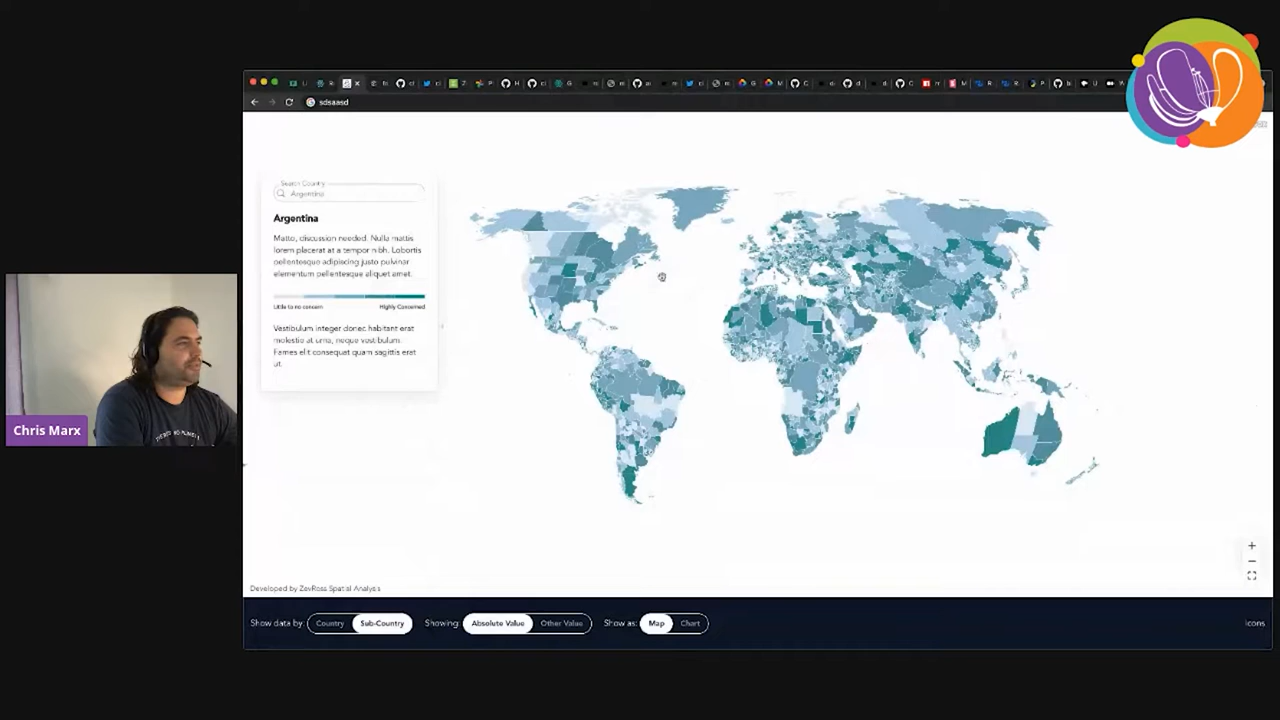 sdsaasd
Search Country
Argentina
Argentina
Matto, discussion needed. Nulla mattis
lorem placerat at a tempor nibh. Lobortis
pellentesque adipiscing justo pulvinar
elementum pellentesque aliquet amet.
Little to no concern
Highly Concerned
Vestibulum integer donec habitant erat
molestie at urna, neque vestibulum.
Fames elit consequat quam sagittis erat
ut.
Chris Marx
Developed by ZevRoss Spatial Analysis
Show data by: Country Sub-Country Showing: Absolute Value Other Value Show as: Map Chart Icons